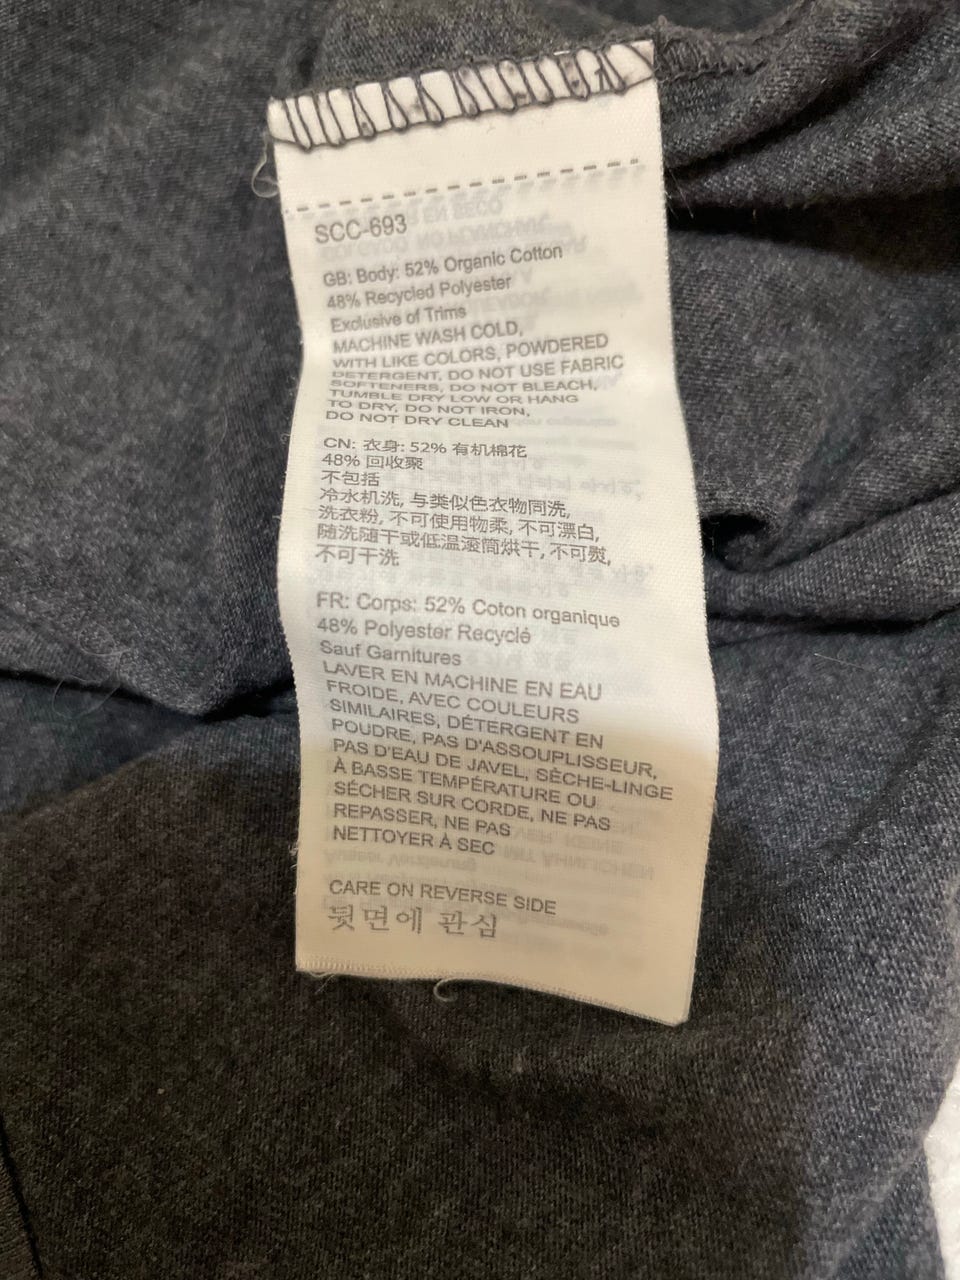 SCC-693
GB: Body: 52% Organic Cotton
48% Recycled Polyester
Exclusive of Trims
MACHINE WASH COLD,
WITH LIKE COLORS, POWDERED
DETERGENT, DO NOT USE FABRIC
SOFTENERS, DO NOT BLEACH,
TUMBLE DRY LOW OR HANG
TO DRY, DO NOT IRON,
DO NOT DRY CLEAN
CN: 衣身: 52% 有机棉花
48% 回收聚
不包括
冷水机洗, 与类似色衣物同洗,
洗衣粉, 不可使用物柔, 不可漂白,
随洗随干或低温滚筒烘干, 不可熨,
不可干洗
FR: Corps: 52% Coton organique
48% Polyester Recyclé
Sauf Garnitures
LAVER EN MACHINE EN EAU
FROIDE, AVEC COULEURS
SIMILAIRES, DÉTERGENT EN
POUDRE, PAS D'ASSOUPLISSEUR,
PAS D'EAU DE JAVEL, SÈCHE-LINGE
À BASSE TEMPÉRATURE OU
SÉCHER SUR CORDE, NE PAS
REPASSER, NE PAS
NETTOYER À SEC
CARE ON REVERSE SIDE
뒷면에 관심